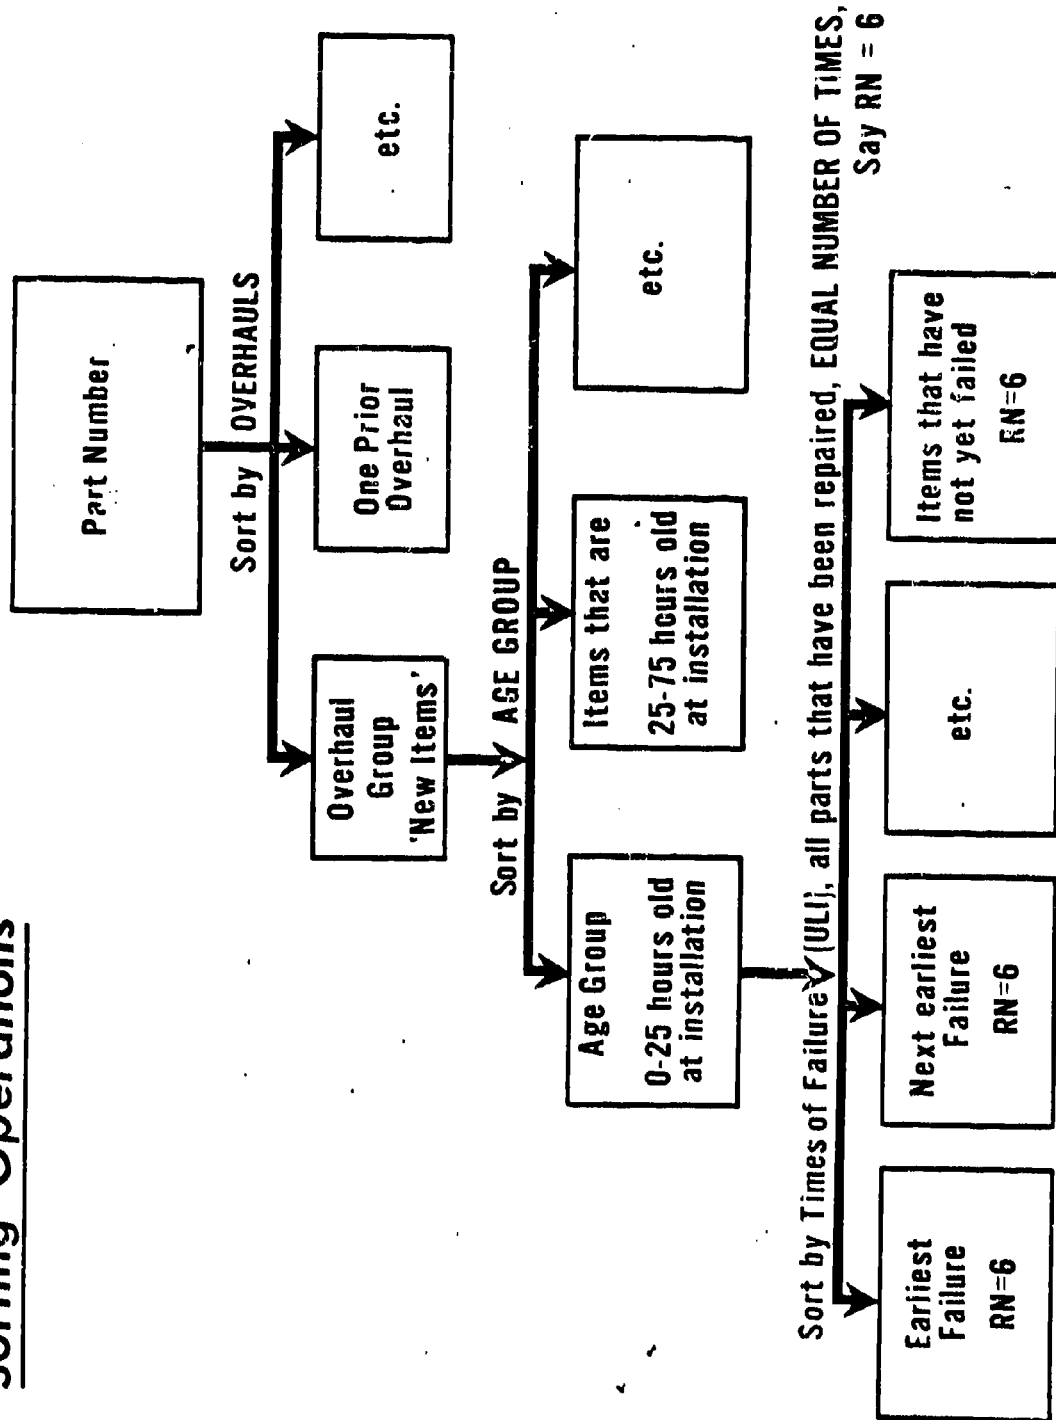 Sorting Operations
Part Number
Sort by OVERHAULS
Overhaul
Group
'New Items'
One Prior
Overhaul
etc.
Sort by AGE GROUP
Age Group
0-25 hours old
at installation
Items that are
25-75 hours old
at installation
etc.
Sort by Times of Failure (ULI), all parts that have been repaired, EQUAL NUMBER OF TIMES,
Say RN = 6
Earliest
Failure
RN=6
Next earliest
Failure
RN=6
etc.
Items that have
not yet failed
RN=6